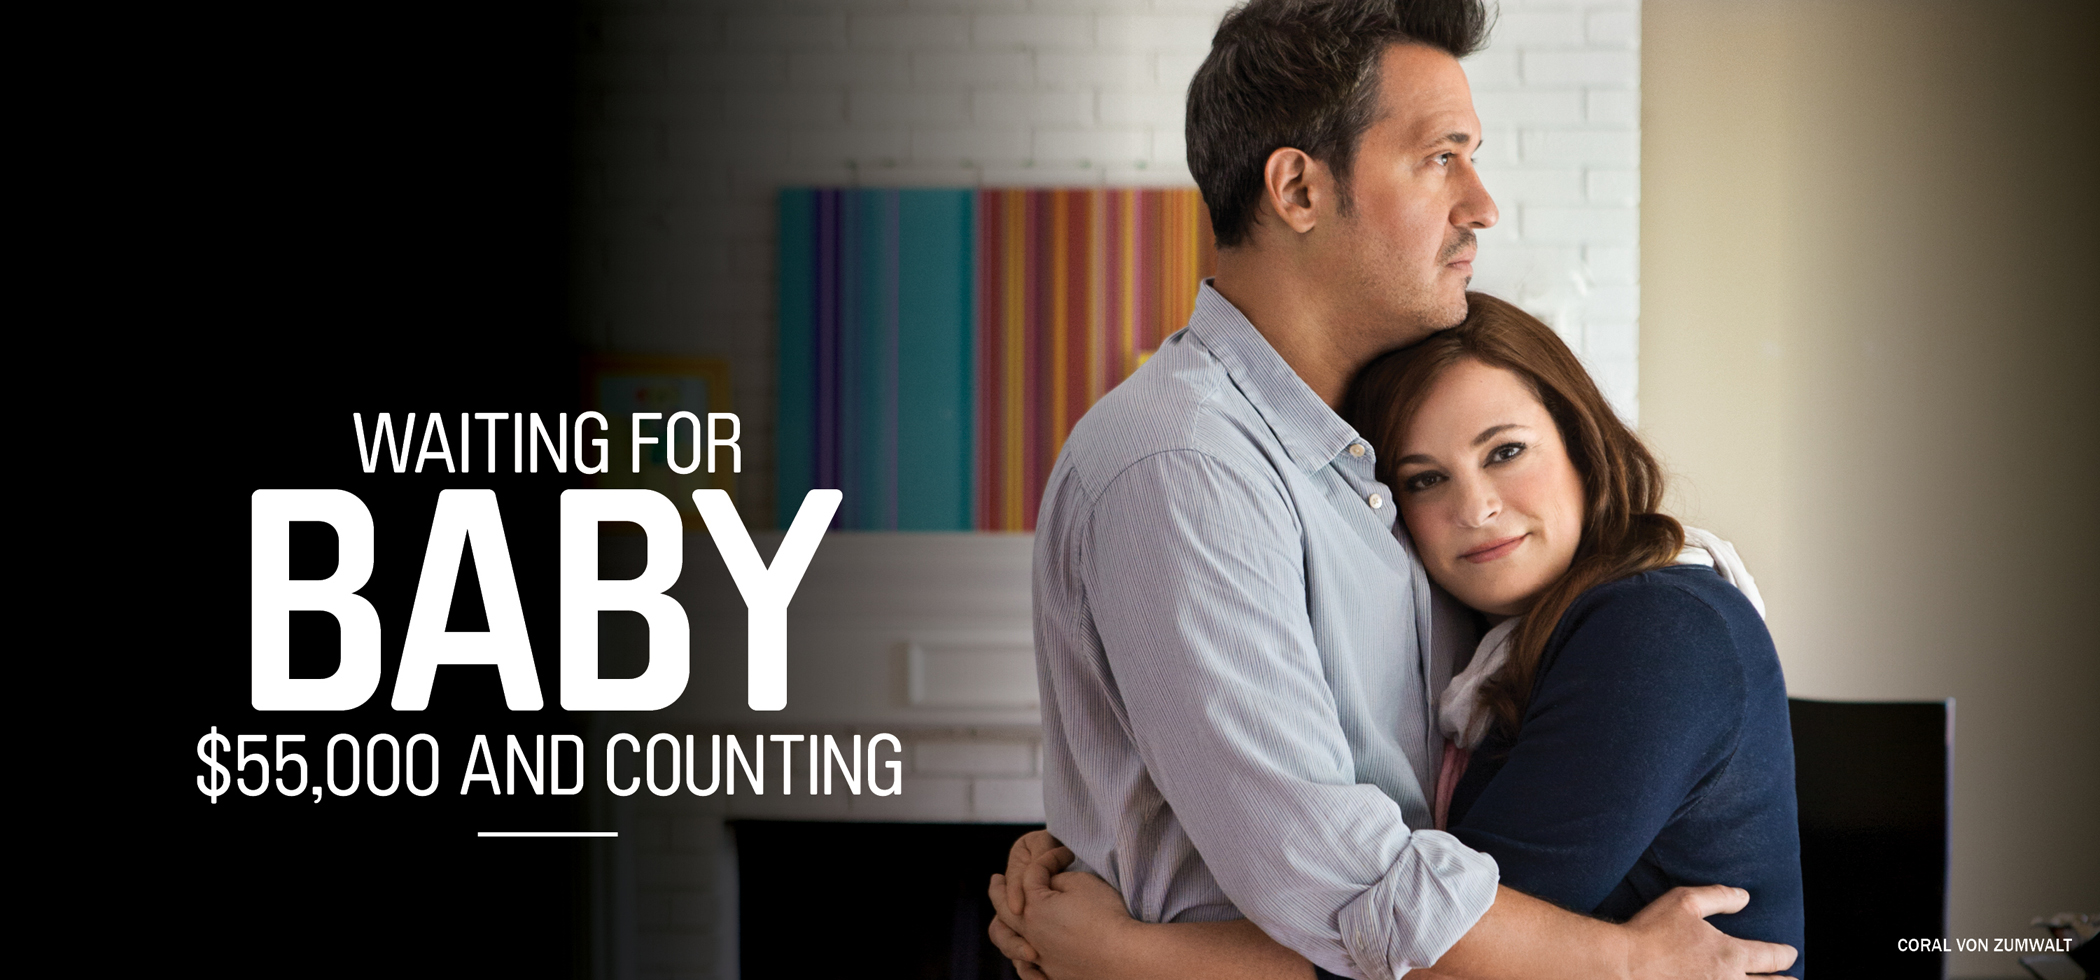 WAITING FOR
BABY
$55,000 AND COUNTING
CORAL VON ZUMWALT